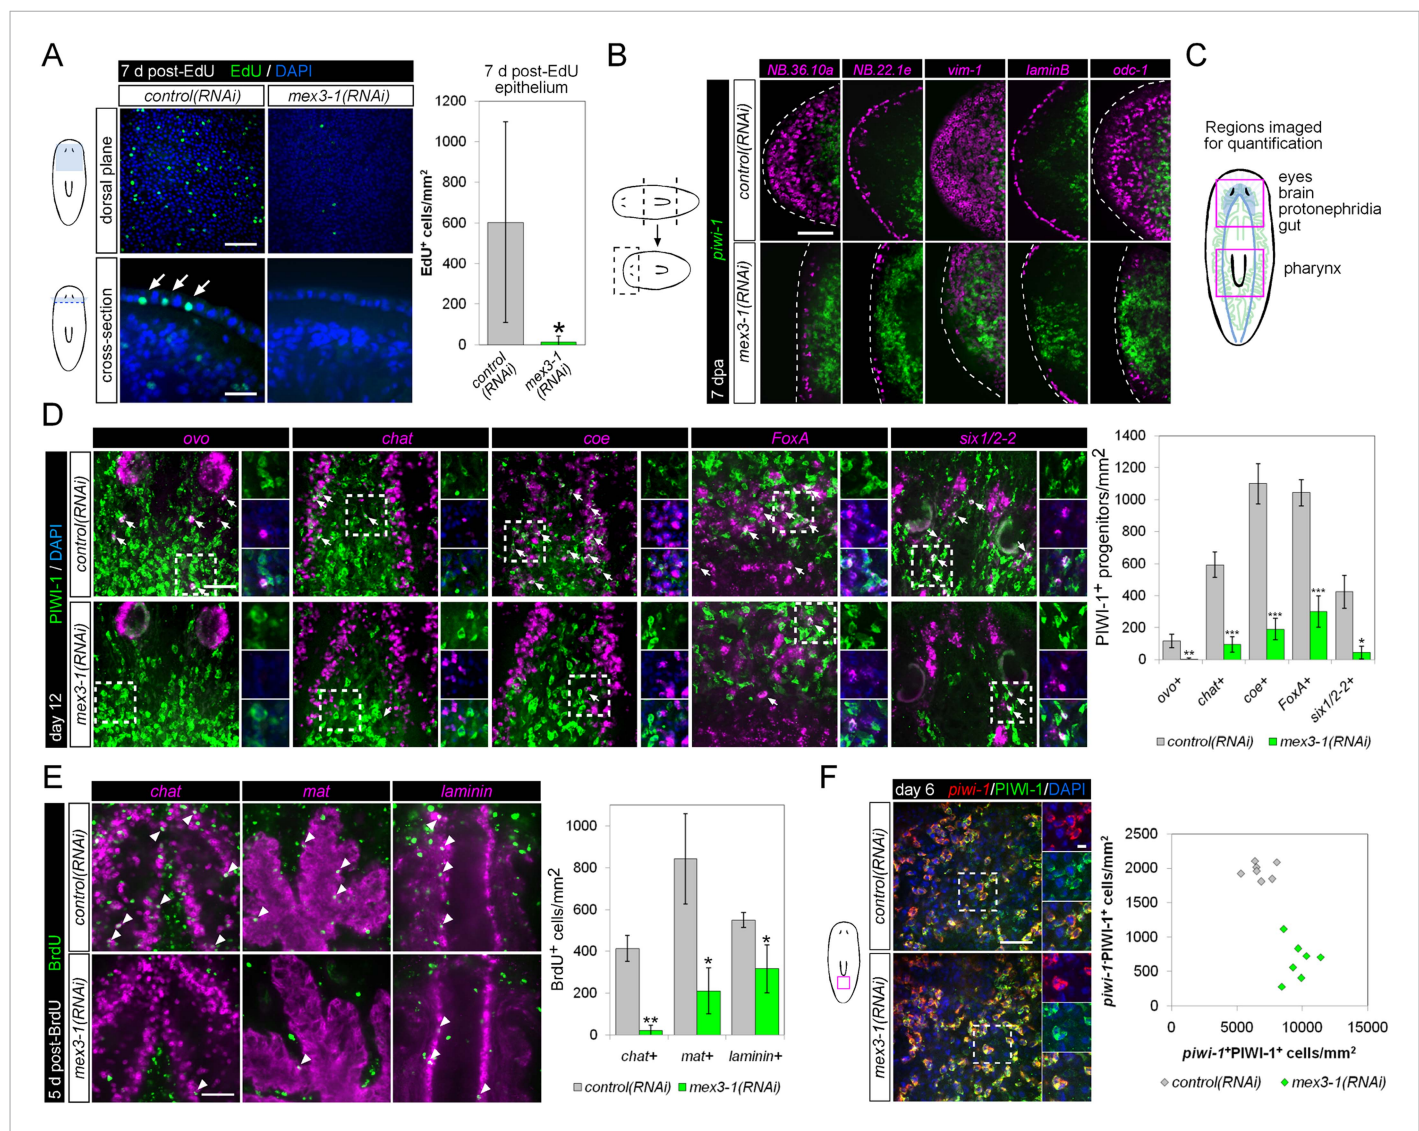 A
7 d post-EdU EdU / DAPI
control(RNAi)
mex3-1(RNAi)
dorsal plane
cross-section
7 d post-EdU
epithelium
EdU+ cells/mm2
1200
1000
800
600
400
200
0
*
control
(RNAi)
mex3-1
(RNAi)
B
NB.36.10a
NB.22.1e
vim-1
laminB
odc-1
piwi-1
control(RNAi)
mex3-1(RNAi)
7 dpa
C
Regions imaged
for quantification
eyes
brain
protonephridia
gut
pharynx
D
ovo
chat
coe
FoxA
six1/2-2
PIWI-1 / DAPI
day 12
control(RNAi)
mex3-1(RNAi)
PIWI-1+ progenitors/mm2
1400
1200
1000
800
600
400
200
0
**
***
***
***
*
ovo+
chat+
coe+
FoxA+
six1/2-2+
control(RNAi)
mex3-1(RNAi)
E
chat
mat
laminin
BrdU
5 d post-BrdU
control(RNAi)
mex3-1(RNAi)
BrdU+ cells/mm2
1000
800
600
400
200
0
**
*
*
chat+
mat+
laminin+
control(RNAi)
mex3-1(RNAi)
F
day 6 piwi-1/PIWI-1/DAPI
control(RNAi)
mex3-1(RNAi)
piwi-1-PIWI-1+ cells/mm2
2500
2000
1500
1000
500
0
0
5000
10000
15000
piwi-1+PIWI-1+ cells/mm2
control(RNAi)
mex3-1(RNAi)